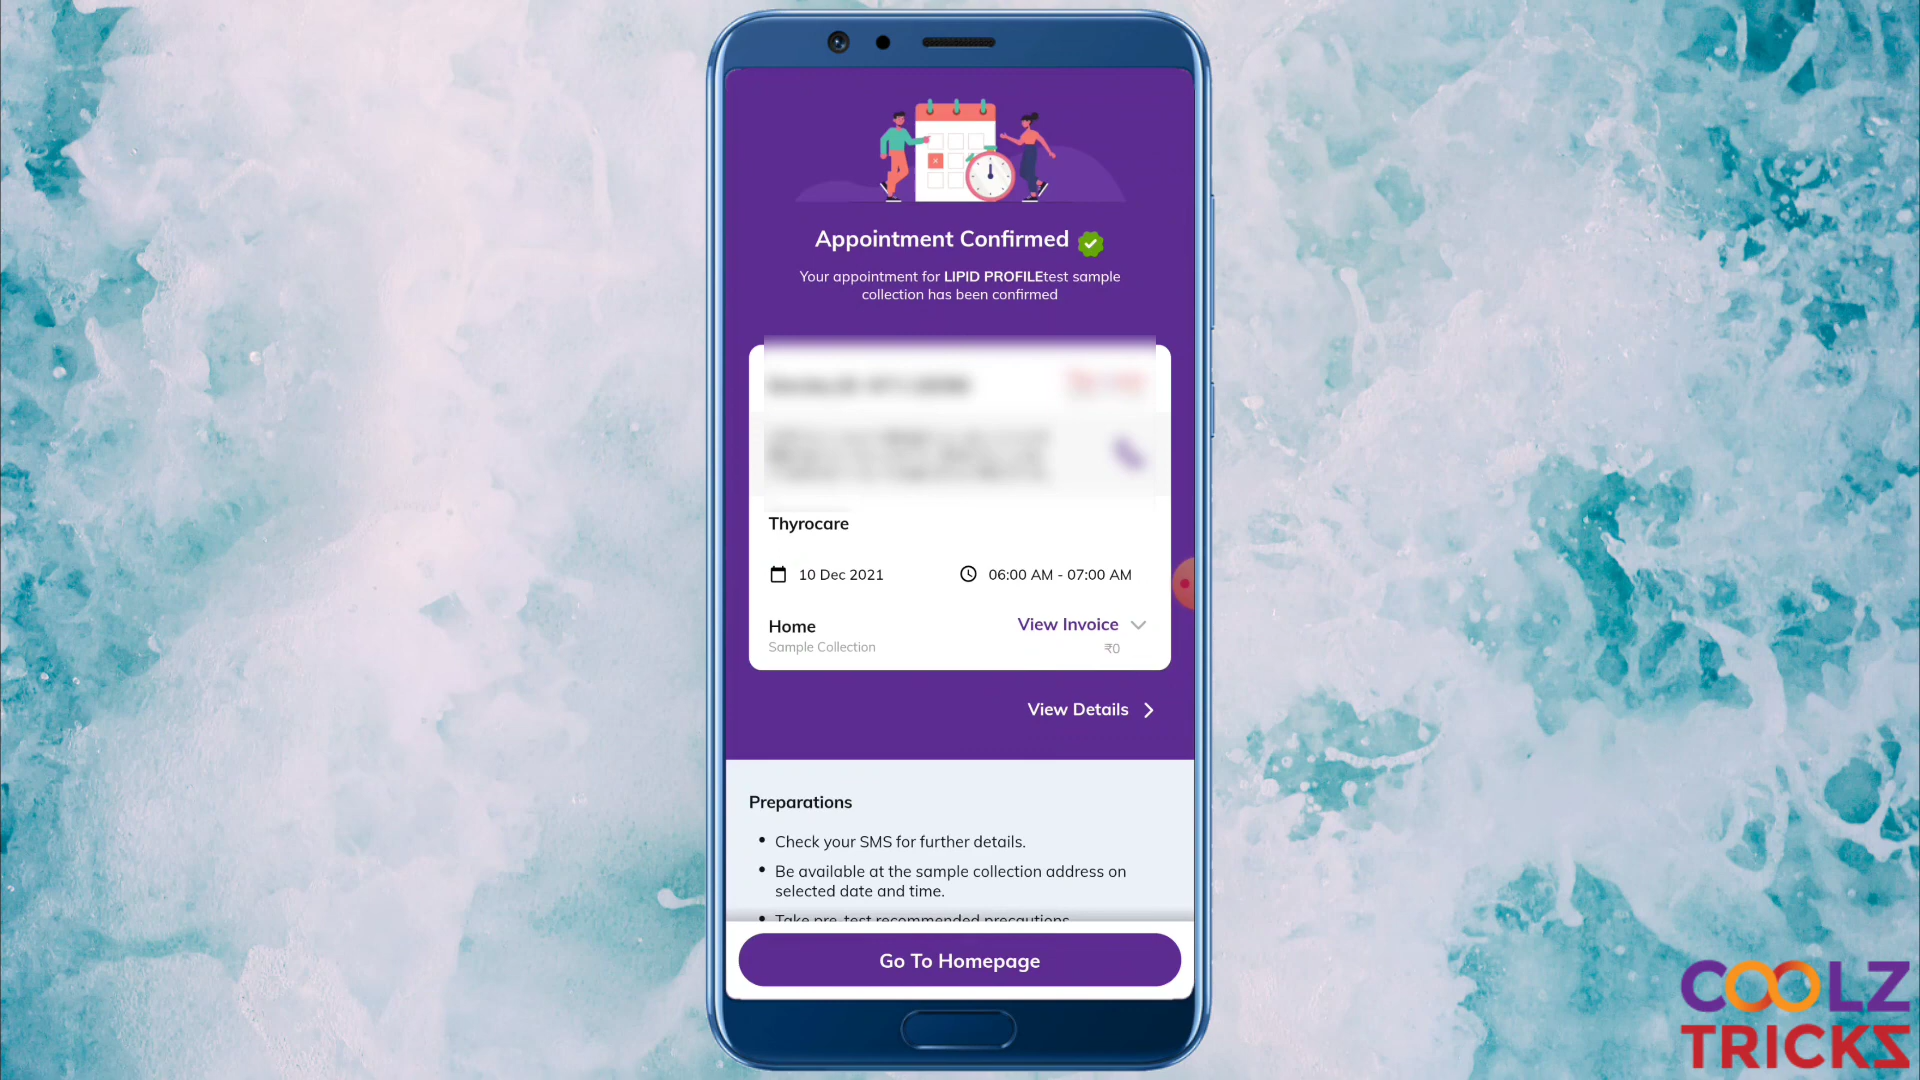 Appointment Confirmed
Your appointment for LIPID PROFILEtest sample
collection has been confirmed
Thyrocare
10 Dec 2021
06:00 AM - 07:00 AM
Home
View Invoice
Sample Collection
₹0
View Details
Preparations
Check your SMS for further details.
Be available at the sample collection address on
selected date and time.
Take pre-test recommended precautions
Go To Homepage
COOLZ
TRICKS